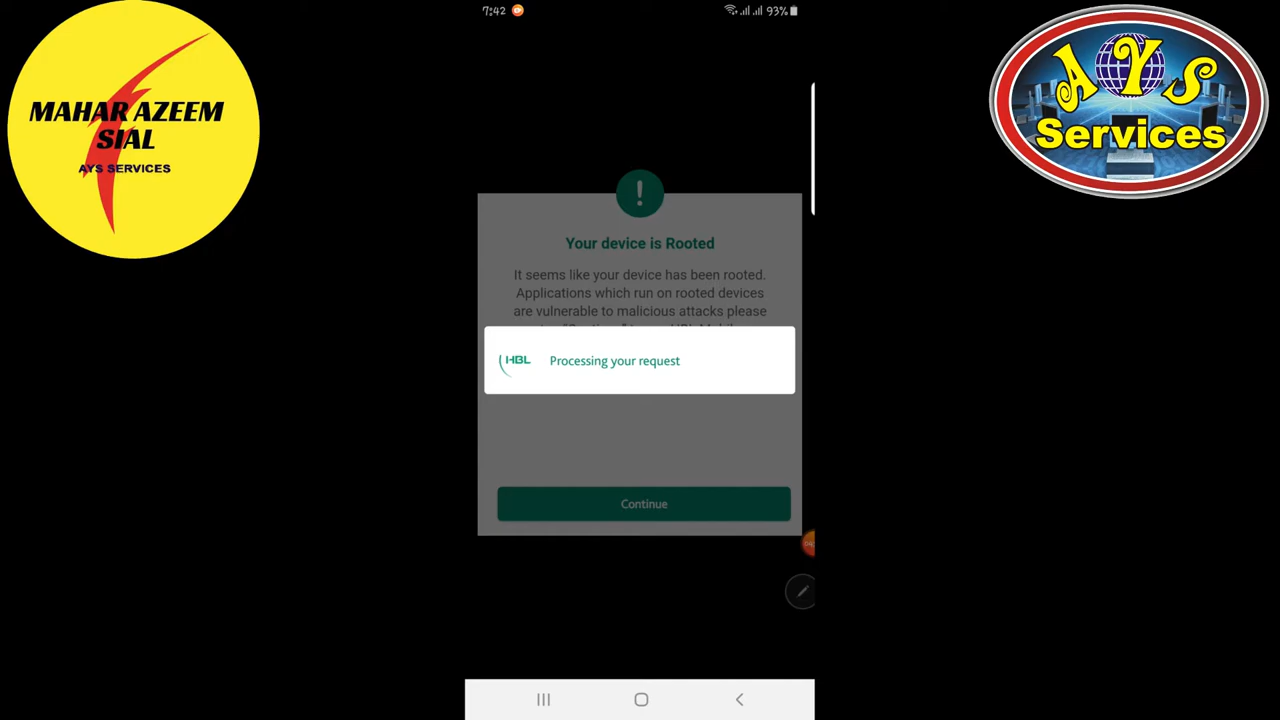 7:42
93%
MAHAR AZEEM
SIAL
AYS SERVICES
AYS
Services
!
Your device is Rooted
It seems like your device has been rooted.
Applications which run on rooted devices
are vulnerable to malicious attacks please
HBL
Processing your request
Continue